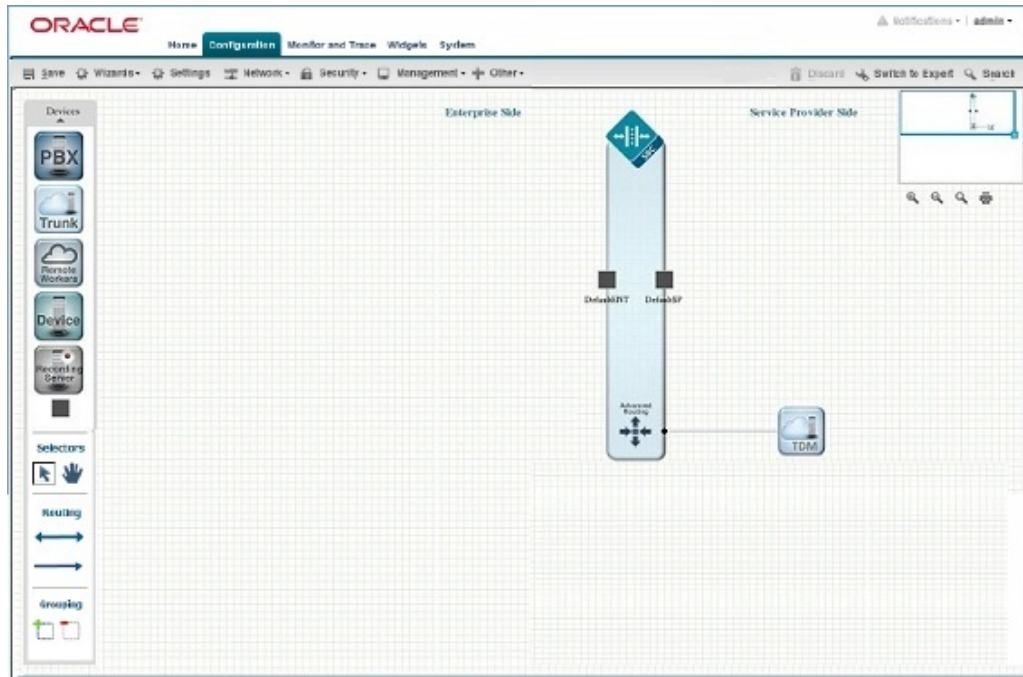 ORACLE
Notifications admin
Home Configuration Monitor and Trace Widgets System
Save Wizards Settings Network Security Management Other Discard Switch to Expert Search
Devices
Enterprise Side
Service Provider Side
SBC
PBX
Trunk
Remote
Workers
Device
Recording
Server
DefaultENT DefaultSP
Advanced
Routing
TDM
Selectors
Routing
Grouping